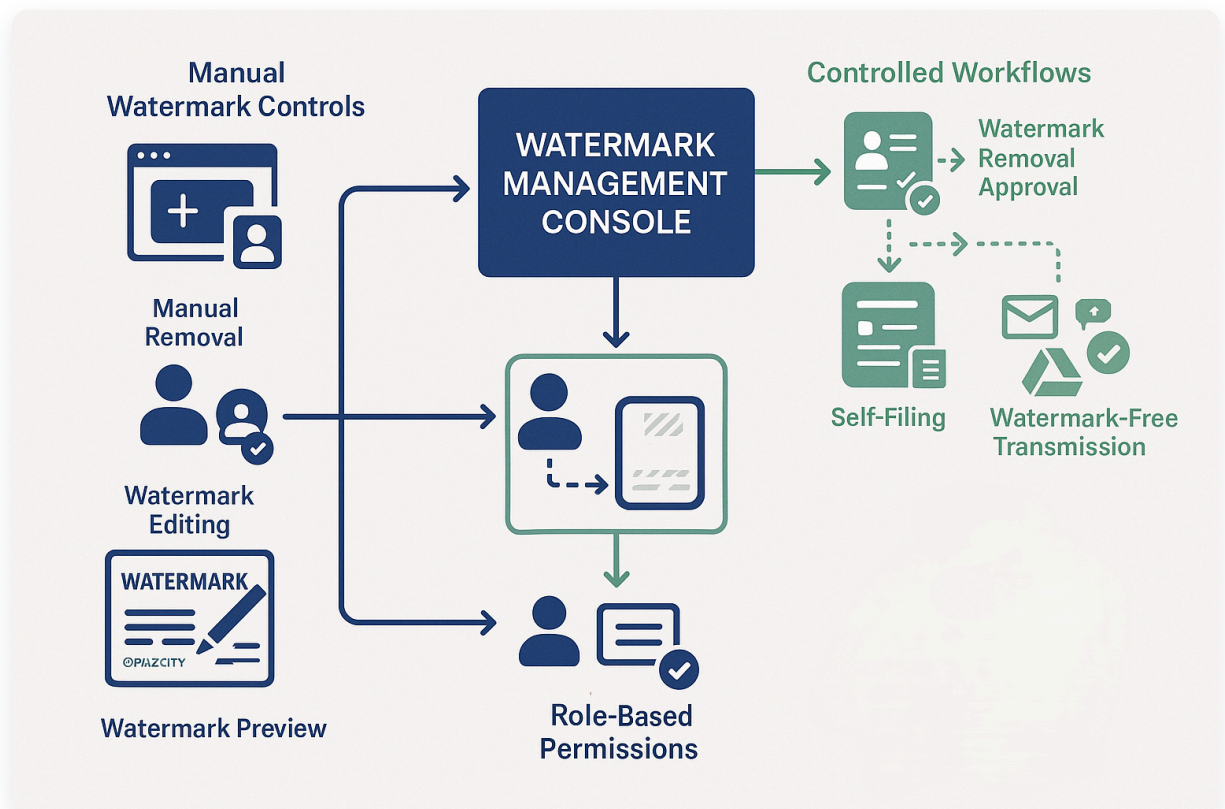 Manual
Watermark Controls
Manual
Removal
Watermark
Editing
WATERMARK
Watermark Preview
WATERMARK
MANAGEMENT
CONSOLE
Role-Based
Permissions
Controlled Workflows
Watermark
Removal
Approval
Self-Filing
Watermark-Free
Transmission